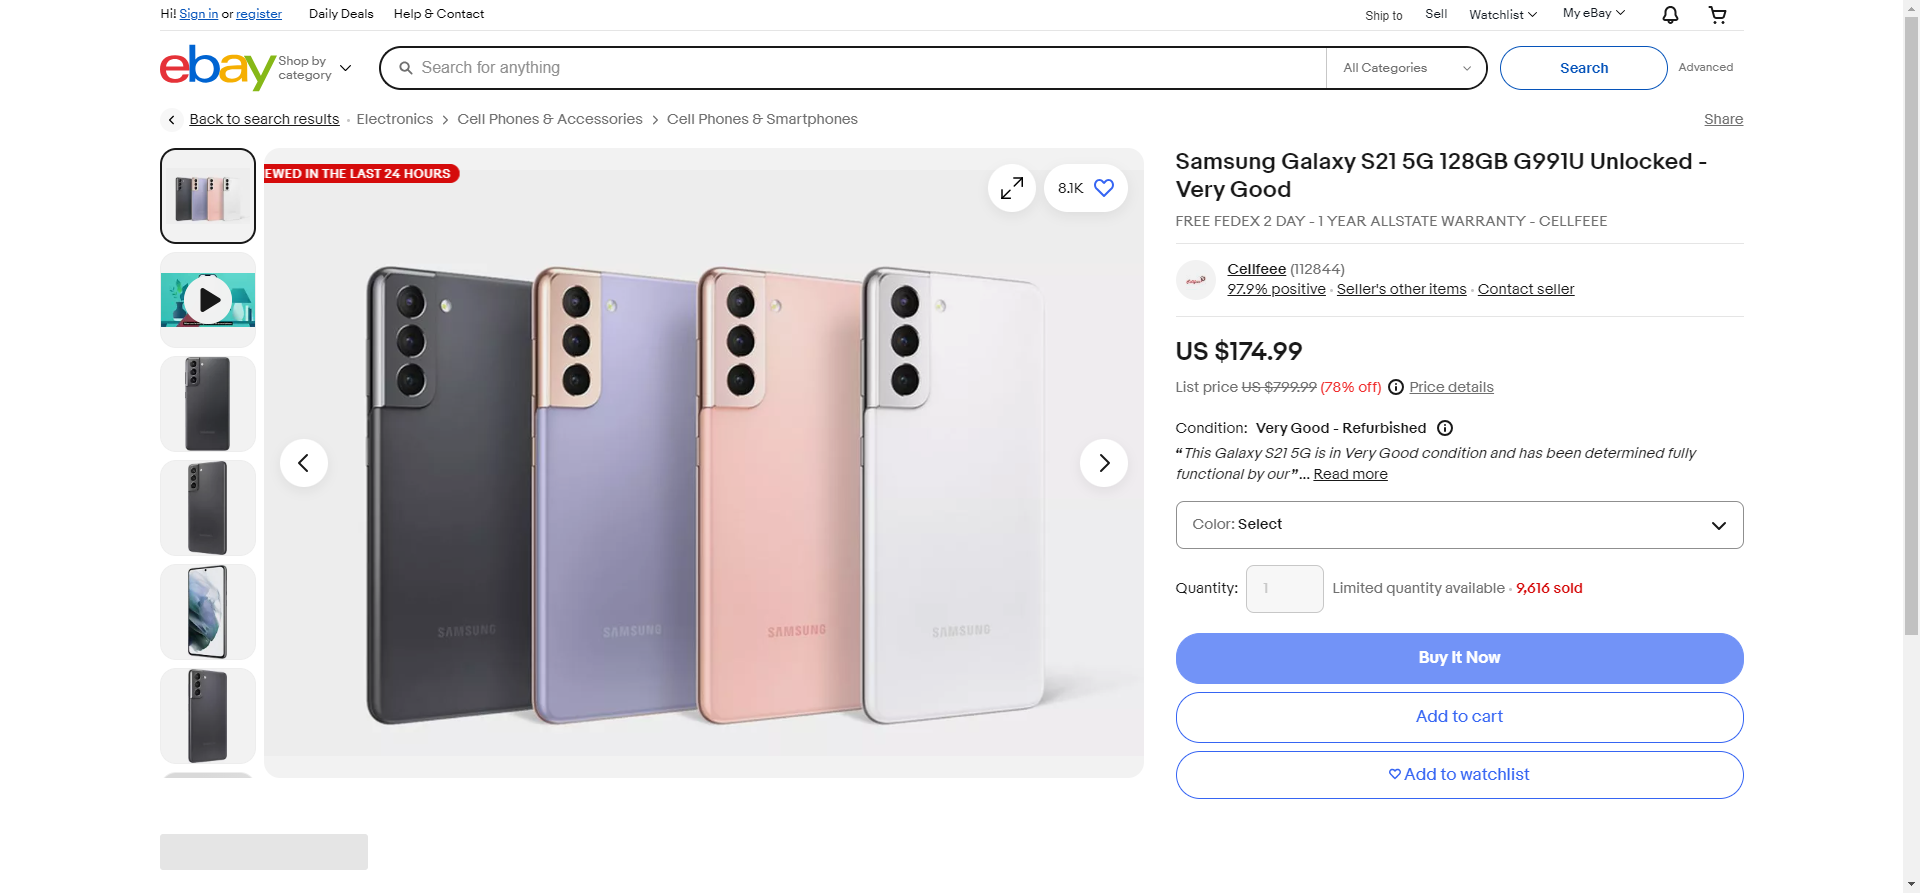 Hi! Sign in or register
Daily Deals
Help & Contact
Ship to
Sell
Watchlist
My eBay
ebay
Shop by
category
Search for anything
All Categories
Search
Advanced
Back to search results
Electronics
Cell Phones & Accessories
Cell Phones & Smartphones
Share
EWED IN THE LAST 24 HOURS
8.1K
SAMSUNG
SAMSUNG
SAMSUNG
SAMSUNG
Samsung Galaxy S21 5G 128GB G991U Unlocked -
Very Good
FREE FEDEX 2 DAY - 1 YEAR ALLSTATE WARRANTY - CELLFEEE
Cellfeee (112844)
97.9% positive · Seller's other items · Contact seller
US $174.99
List price US $799.99 (78% off) Price details
Condition: Very Good - Refurbished
“This Galaxy S21 5G is in Very Good condition and has been determined fully
functional by our”... Read more
Color: Select
Quantity: 1 Limited quantity available · 9,616 sold
Buy It Now
Add to cart
Add to watchlist